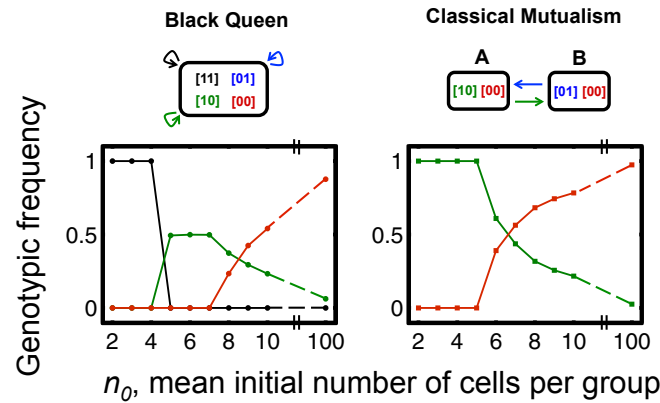 Black Queen
Classical Mutualism
A B
[11] [01]
[10] [00]
[10] [00]
[01] [00]
Genotypic frequency
1
0.5
0
2 4 6 8 10 100
1
0.5
0
2 4 6 8 10 100
n0, mean initial number of cells per group